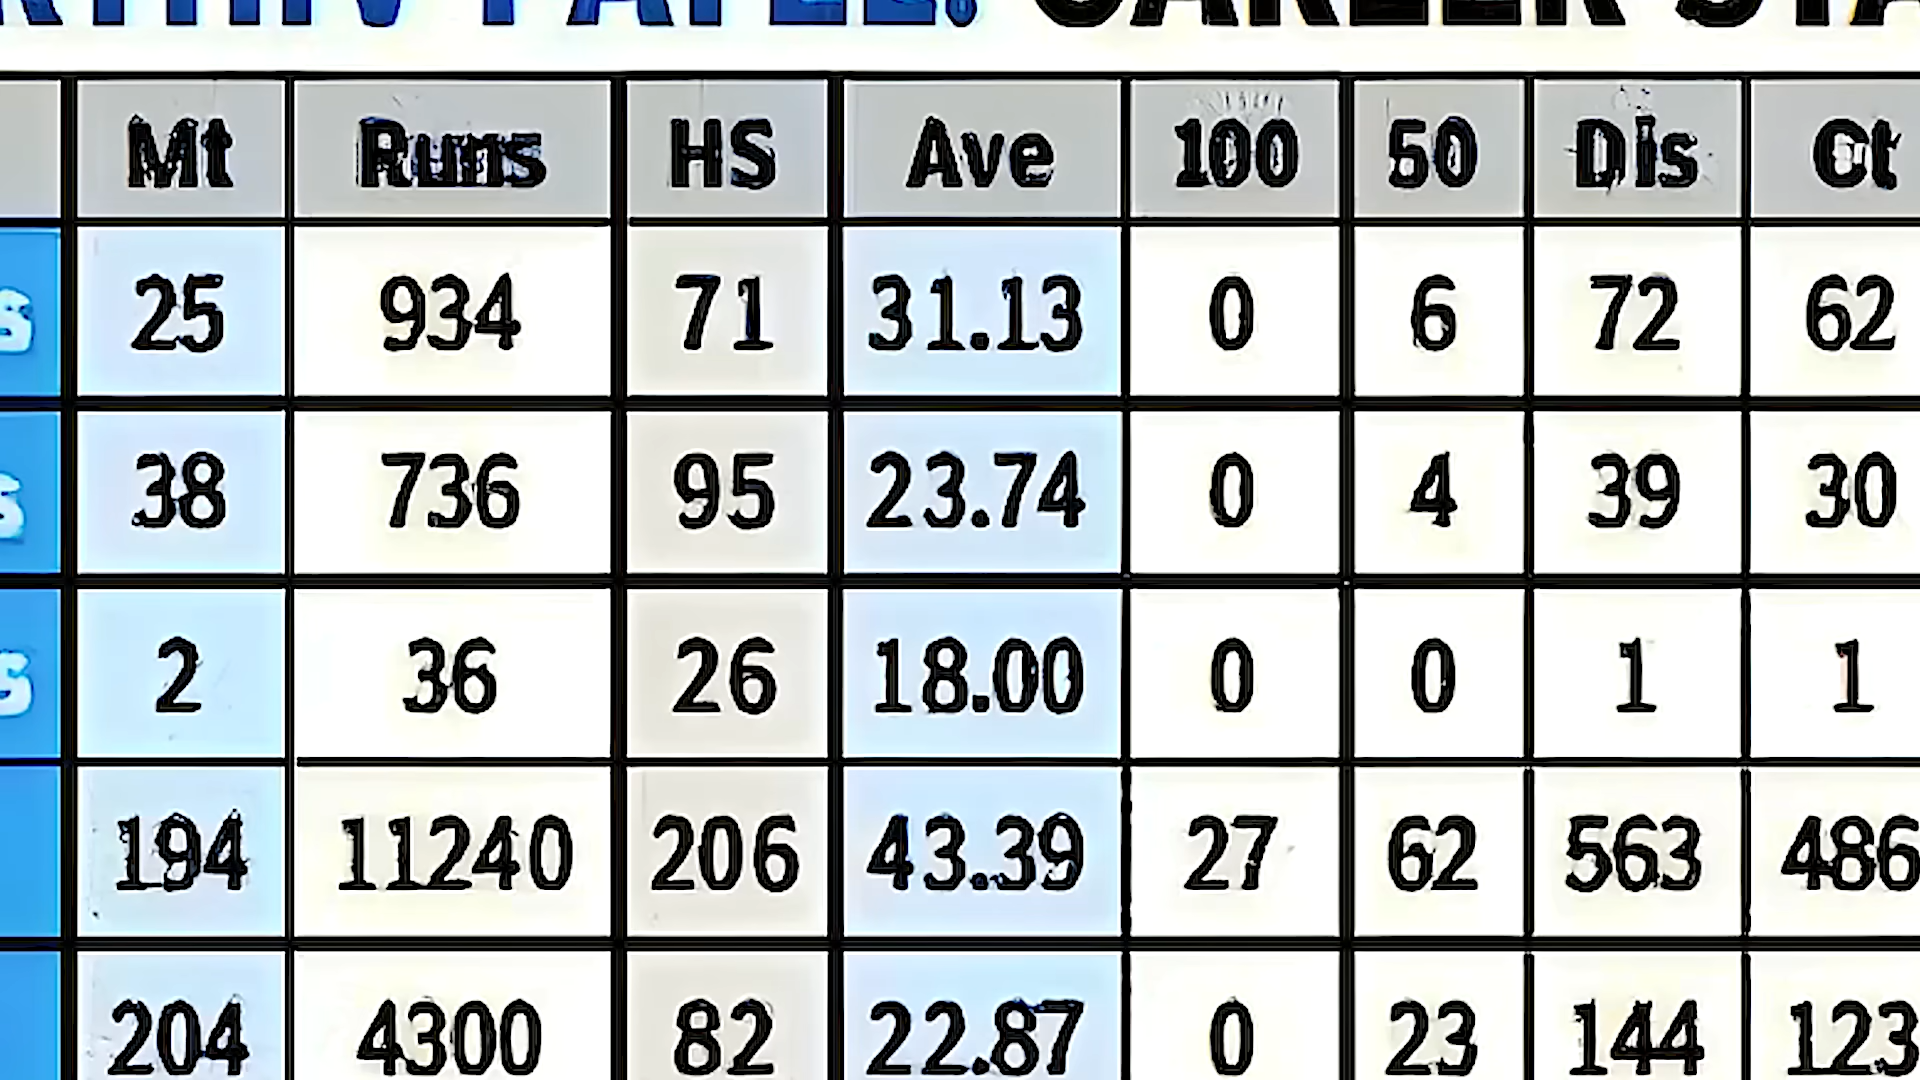 PATEL: CAREER
Mt Runs HS Ave 100 50 Dis Ct
s 25 934 71 31.13 0 6 72 62
s 38 736 95 23.74 0 4 39 30
s 2 36 26 18.00 0 0 1 1
194 11240 206 43.39 27 62 563 486
204 4300 82 22.87 0 23 144 123